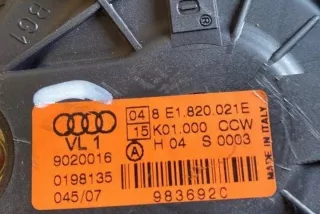 BG1
R
04 8 E1.820.021E
15 K01.000 CCW
VL 1
A H 04 S 0003
9020016
0198135
045/07
983692C
MADE IN ITALY